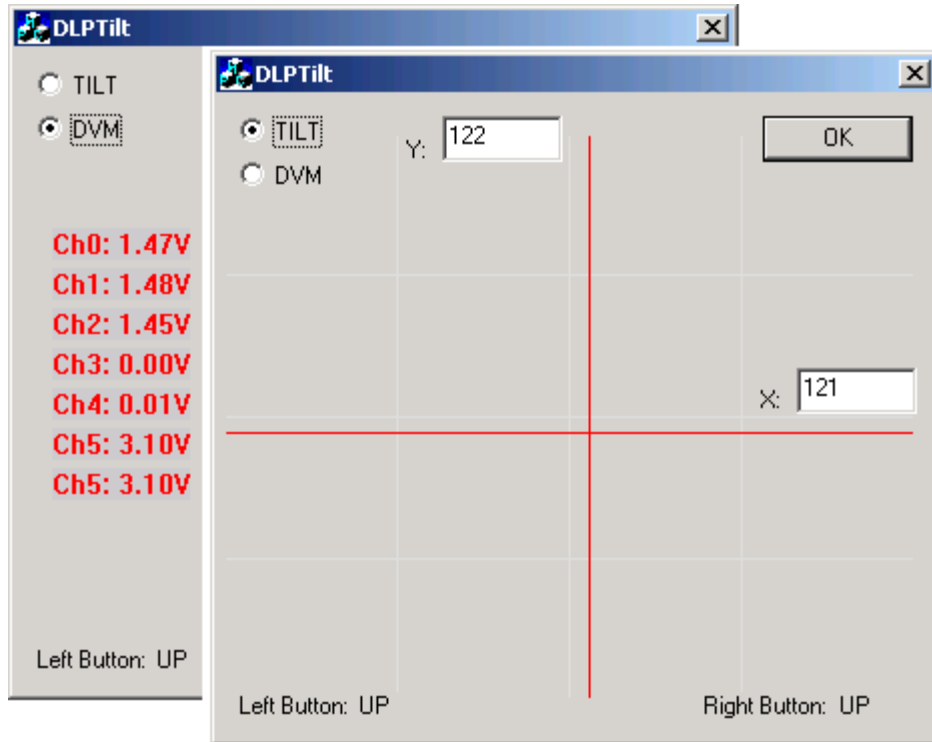 DLPTilt
TILT
DVM
Ch0: 1.47V
Ch1: 1.48V
Ch2: 1.45V
Ch3: 0.00V
Ch4: 0.01V
Ch5: 3.10V
Ch5: 3.10V
Left Button: UP
DLPTilt
TILT
DVM
Y: 122
OK
X: 121
Left Button: UP
Right Button: UP